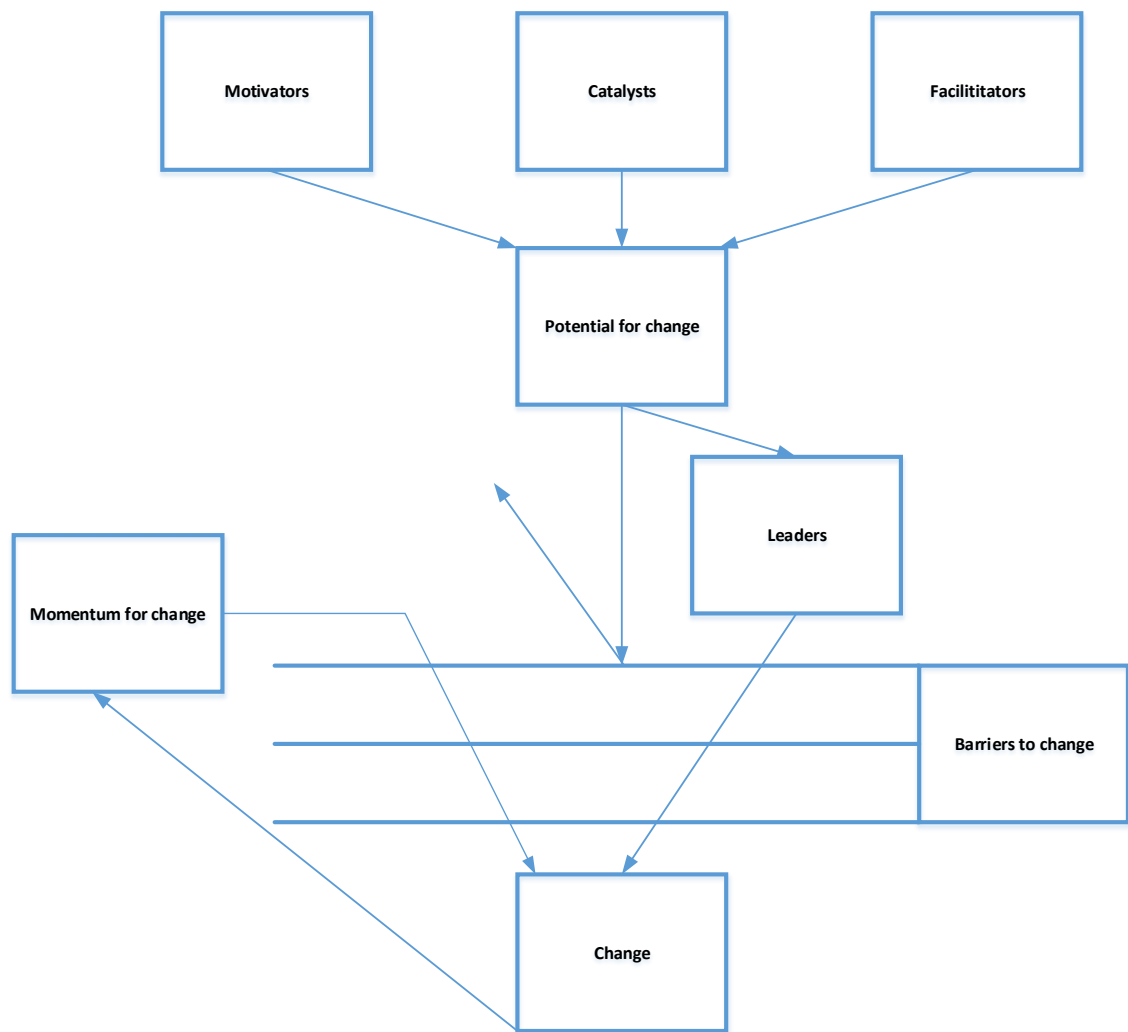 Motivators
Catalysts
Facilititators
Potential for change
Leaders
Momentum for change
Barriers to change
Change